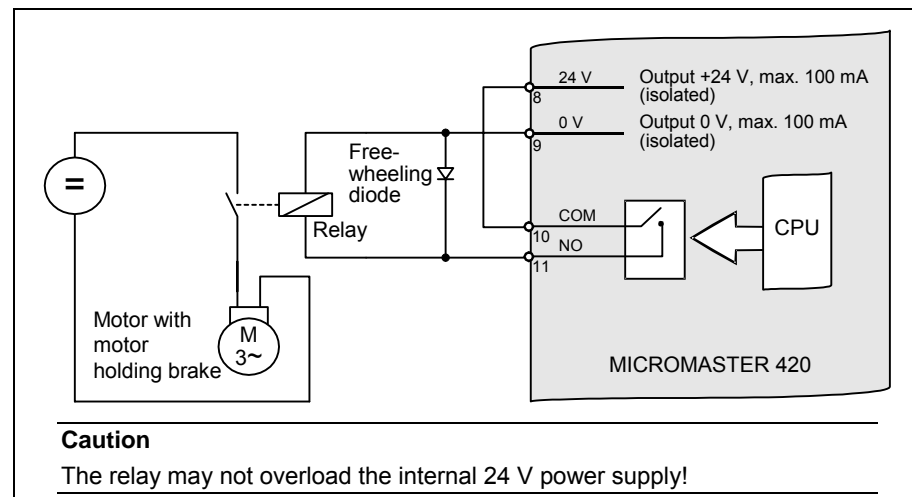 24 V
8
Output +24 V, max. 100 mA
(isolated)
0 V
9
Output 0 V, max. 100 mA
(isolated)
Free-
wheeling
diode
=
Relay
COM
10
NO
11
CPU
Motor with
motor
holding brake
M
3~
MICROMASTER 420
Caution
The relay may not overload the internal 24 V power supply!